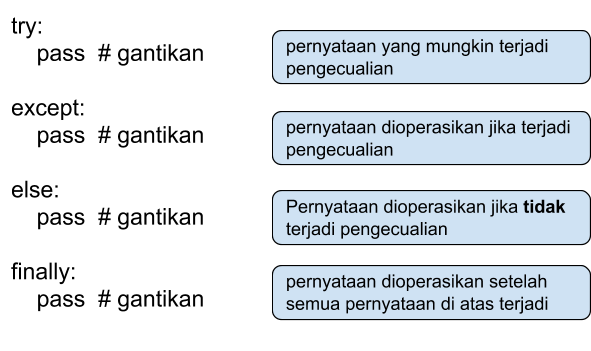 try:
pass # gantikan
pernyataan yang mungkin terjadi
pengecualian
except:
pass # gantikan
pernyataan dioperasikan jika terjadi
pengecualian
else:
pass # gantikan
Pernyataan dioperasikan jika tidak
terjadi pengecualian
finally:
pass # gantikan
pernyataan dioperasikan setelah
semua pernyataan di atas terjadi